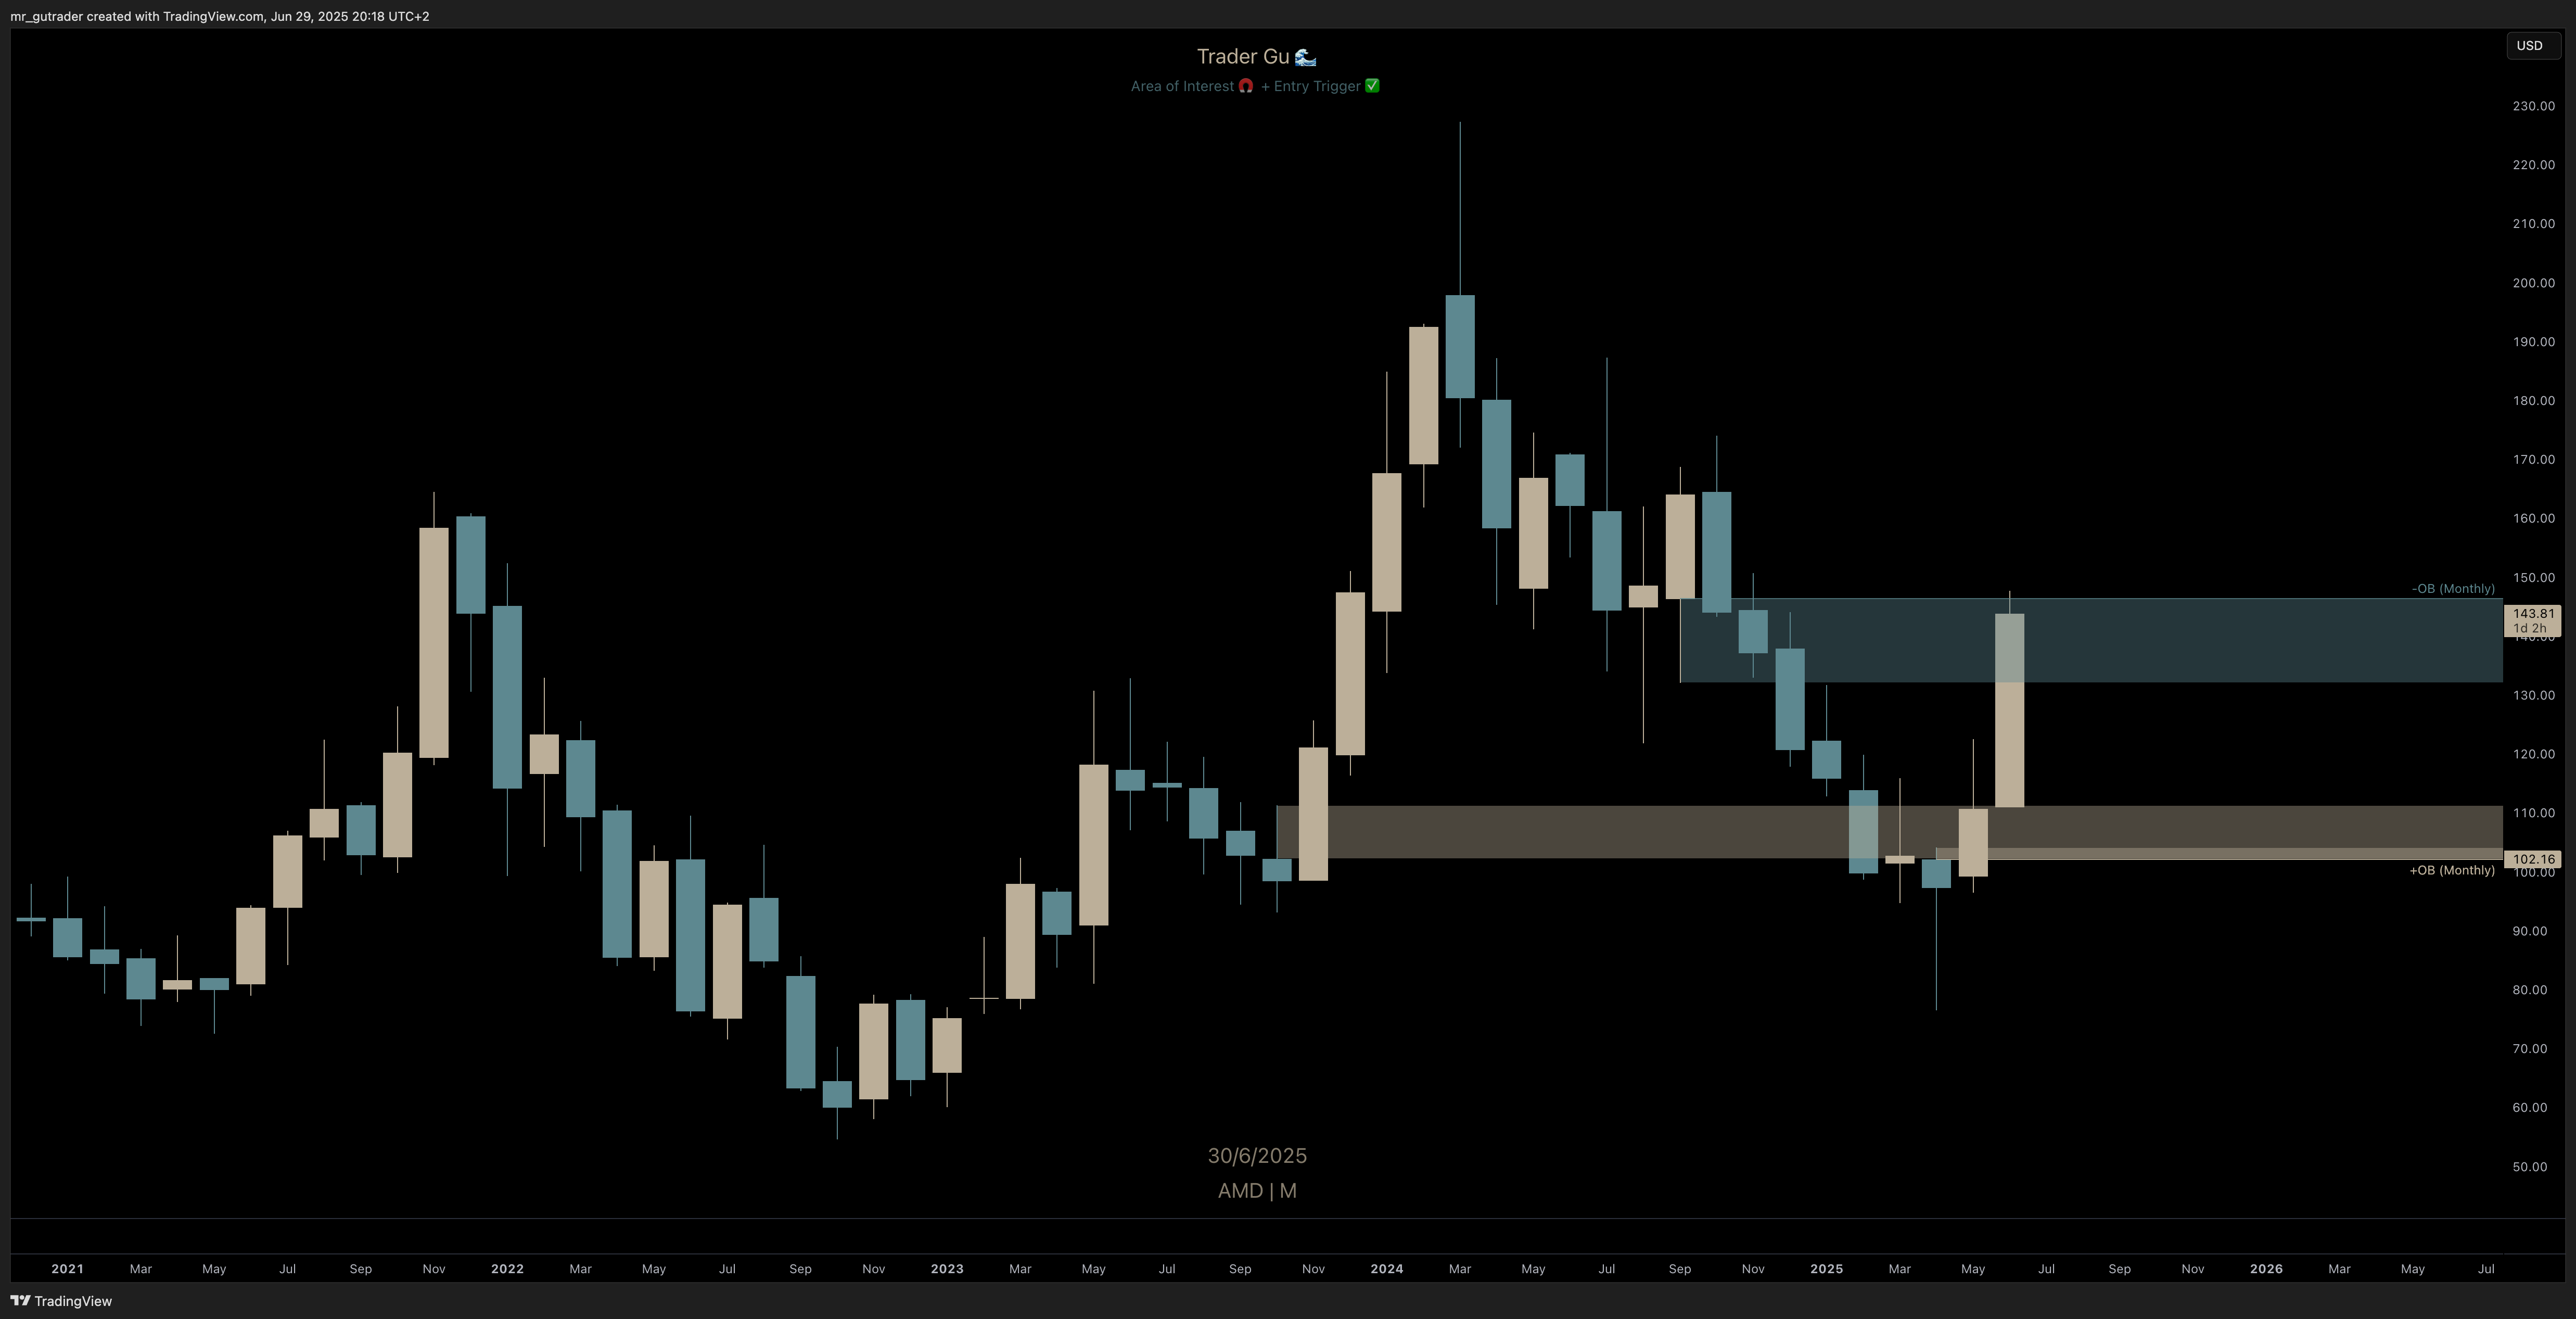 mr_gutrader created with TradingView.com, Jun 29, 2025 20:18 UTC+2
USD
Trader Gu 🌊
Area of Interest 🧲 + Entry Trigger ✅
230.00
220.00
210.00
200.00
190.00
180.00
170.00
160.00
150.00
-OB (Monthly)
143.81
1d 2h
140.00
130.00
120.00
110.00
102.16
+OB (Monthly)
100.00
90.00
80.00
70.00
60.00
50.00
30/6/2025
AMD | M
2021 Mar May Jul Sep Nov 2022 Mar May Jul Sep Nov 2023 Mar May Jul Sep Nov 2024 Mar May Jul Sep Nov 2025 Mar May Jul Sep Nov 2026 Mar May Jul
TradingView